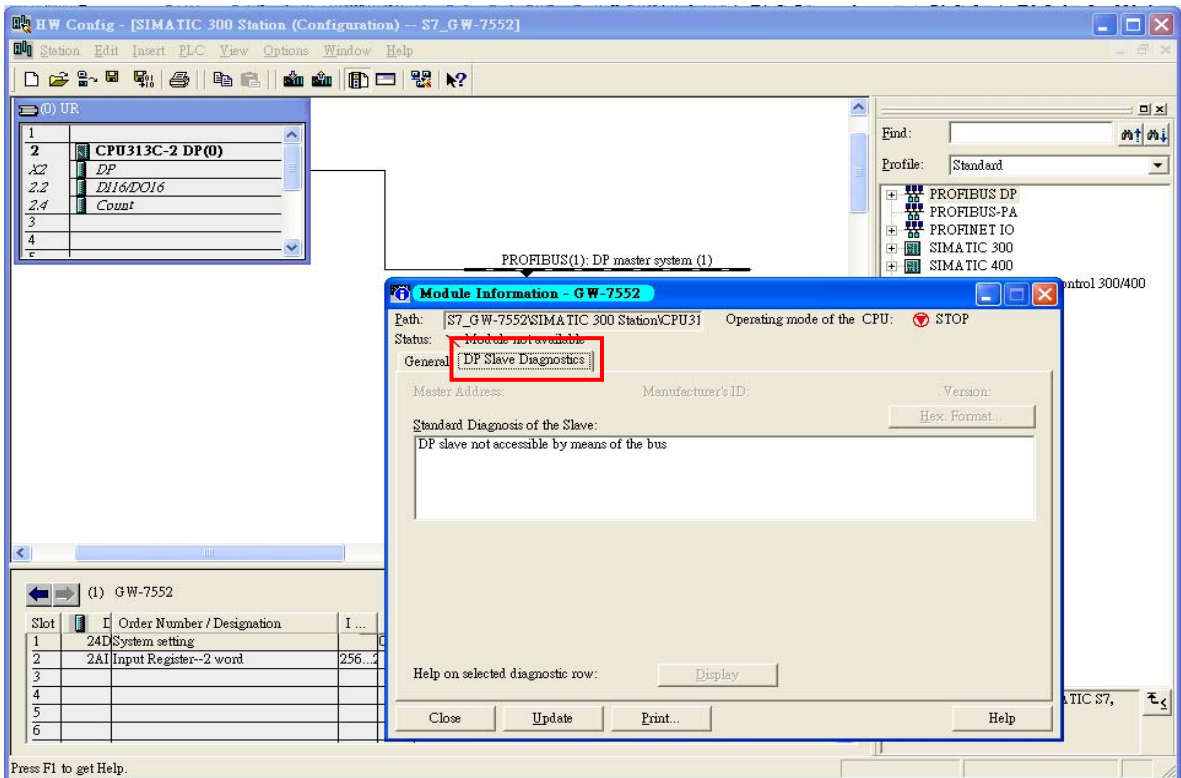 HW Config - [SIMATIC 300 Station (Configuration) -- S7_GW-7552]
Station Edit Insert PLC View Options Window Help
(0) UR
1
2 CPU313C-2 DP(0)
X2 DP
2.2 DI16/DO16
2.4 Count
3
4
PROFIBUS(1): DP master system (1)
Find:
Profile: Standard
PROFIBUS DP
PROFIBUS-PA
PROFINET IO
SIMATIC 300
SIMATIC 400
300/400
Module Information - GW-7552
Path: S7_GW-7552\SIMATIC 300 Station\CPU31 Operating mode of the CPU: STOP
Status: Module not available
General DP Slave Diagnostics
Master Address: Manufacturer's ID: Version:
Hex. Format...
Standard Diagnosis of the Slave:
DP slave not accessible by means of the bus
Help on selected diagnostic row: Display
Close Update Print... Help
(1) GW-7552
Slot Order Number / Designation I ...
1 24D System setting
2 2AI Input Register--2 word 256...2
3
4
5
6
TIC S7,
Press F1 to get Help.